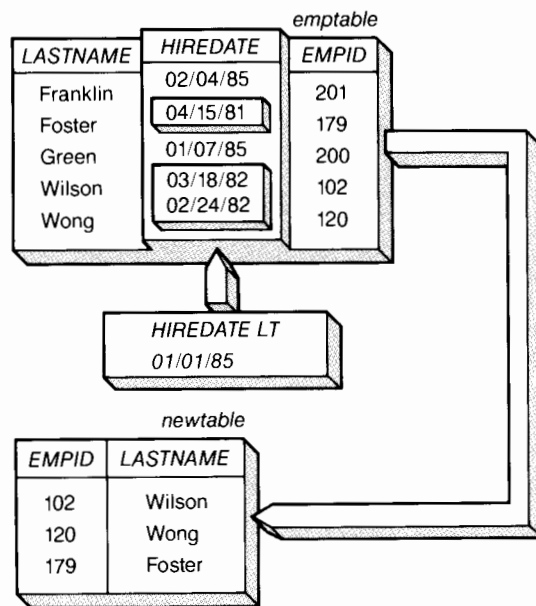 emptable
LASTNAME HIREDATE EMPID
Franklin 02/04/85 201
Foster 04/15/81 179
Green 01/07/85 200
Wilson 03/18/82 102
Wong 02/24/82 120
HIREDATE LT
01/01/85
newtable
EMPID LASTNAME
102 Wilson
120 Wong
179 Foster